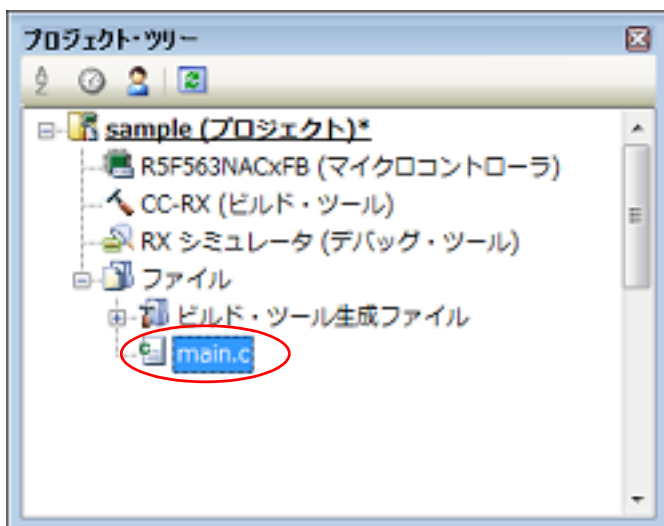 プロジェクト・ツリー
sample (プロジェクト)*
R5F563NACxFB (マイクロコントローラ)
CC-RX (ビルド・ツール)
RX シミュレータ (デバッグ・ツール)
ファイル
ビルド・ツール生成ファイル
main.c